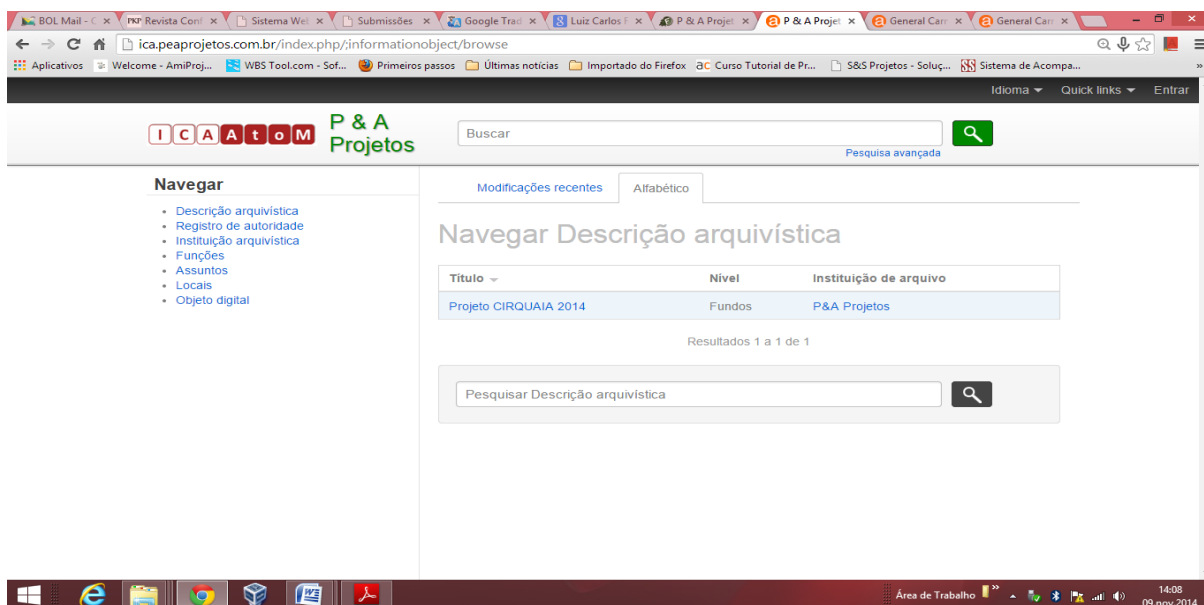 BOL Mail - C
PKP Revista Conf
Sistema Wel
Submissões
Google Trad
Luiz Carlos F
P & A Projet
P & A Projet
General Carr
General Carr
ica.peaprojetos.com.br/index.php/;informationobject/browse
Aplicativos
Welcome - AmiProj...
WBS Tool.com - Sof...
Primeiros passos
Últimas notícias
Importado do Firefox
Curso Tutorial de Pr...
S&S Projetos - Soluç...
Sistema de Acompa...
Idioma
Quick links
Entrar
ICAAtoM
P & A
Projetos
Buscar
Pesquisa avançada
Navegar
Descrição arquivística
Registro de autoridade
Instituição arquivística
Funções
Assuntos
Locais
Objeto digital
Modificações recentes
Alfabético
Navegar Descrição arquivística
Título
Nível
Instituição de arquivo
Projeto CIRQUAIA 2014
Fundos
P&A Projetos
Resultados 1 a 1 de 1
Pesquisar Descrição arquivística
Área de Trabalho
14:08
09 nov 2014